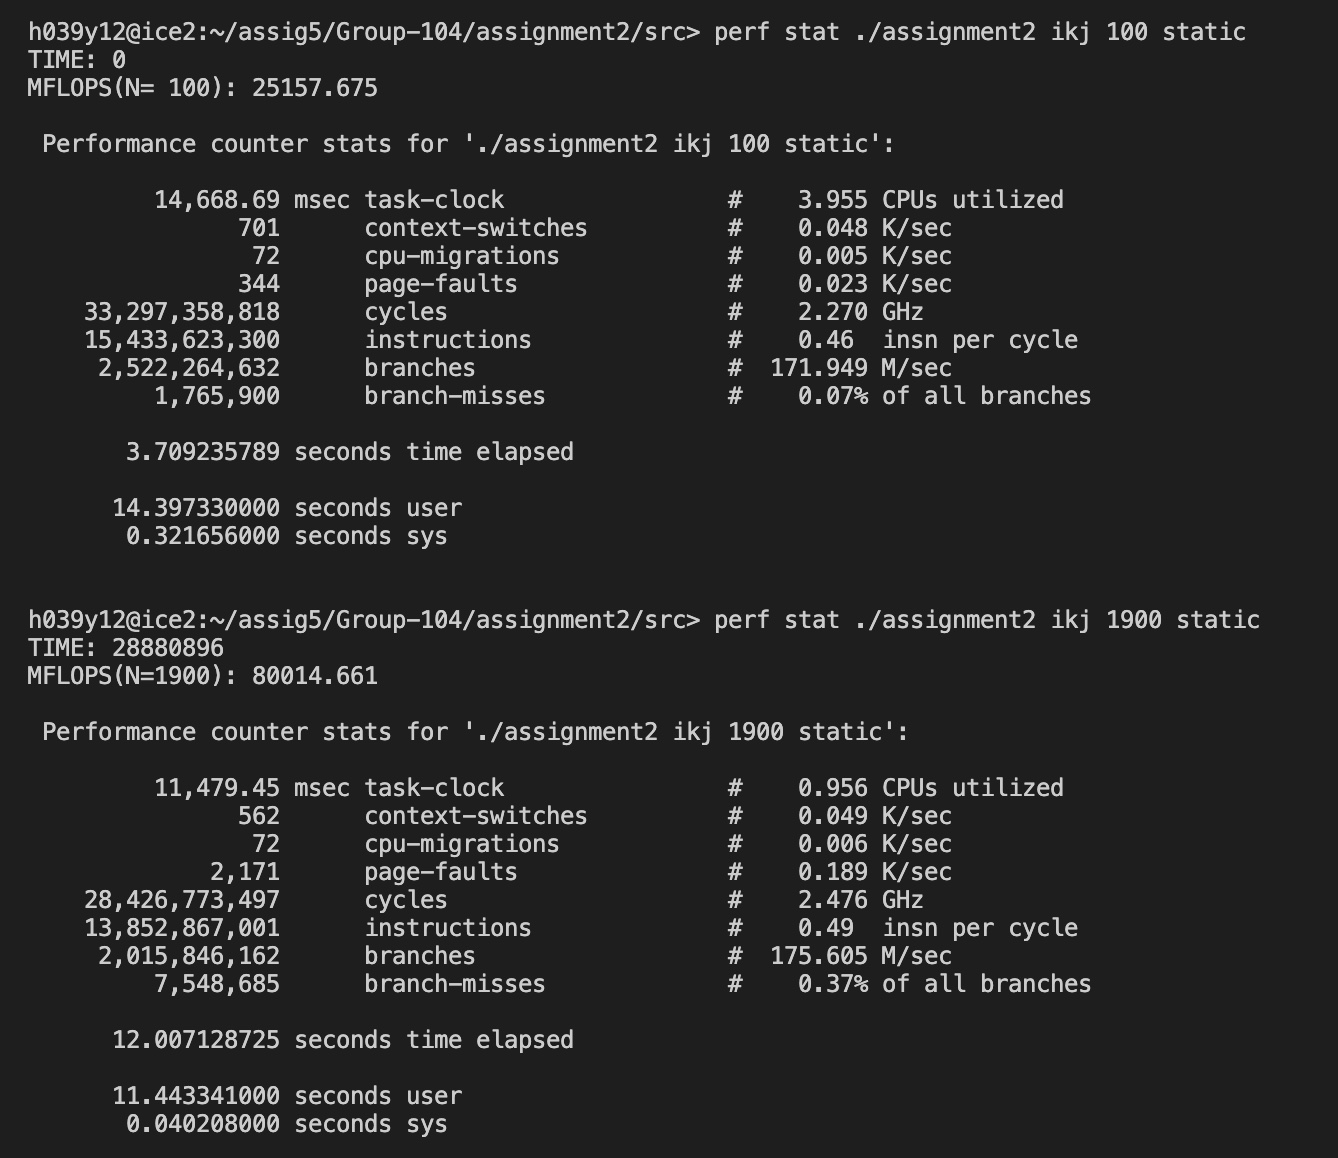 h039y12@ice2:~/assig5/Group-104/assignment2/src> perf stat ./assignment2 ikj 100 static
TIME: 0
MFLOPS(N= 100): 25157.675
Performance counter stats for './assignment2 ikj 100 static':
14,668.69 msec task-clock # 3.955 CPUs utilized
701 context-switches # 0.048 K/sec
72 cpu-migrations # 0.005 K/sec
344 page-faults # 0.023 K/sec
33,297,358,818 cycles # 2.270 GHz
15,433,623,300 instructions # 0.46 insn per cycle
2,522,264,632 branches # 171.949 M/sec
1,765,900 branch-misses # 0.07% of all branches
3.709235789 seconds time elapsed
14.397330000 seconds user
0.321656000 seconds sys
h039y12@ice2:~/assig5/Group-104/assignment2/src> perf stat ./assignment2 ikj 1900 static
TIME: 28880896
MFLOPS(N=1900): 80014.661
Performance counter stats for './assignment2 ikj 1900 static':
11,479.45 msec task-clock # 0.956 CPUs utilized
562 context-switches # 0.049 K/sec
72 cpu-migrations # 0.006 K/sec
2,171 page-faults # 0.189 K/sec
28,426,773,497 cycles # 2.476 GHz
13,852,867,001 instructions # 0.49 insn per cycle
2,015,846,162 branches # 175.605 M/sec
7,548,685 branch-misses # 0.37% of all branches
12.007128725 seconds time elapsed
11.443341000 seconds user
0.040208000 seconds sys